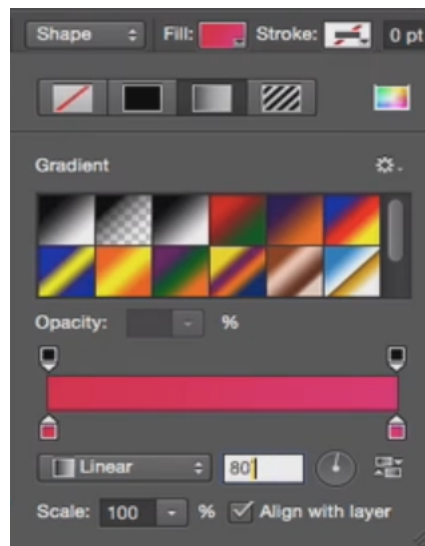 Shape Fill: Stroke: 0 pt
Gradient
Opacity: %
Linear 80°
Scale: 100 % Align with layer